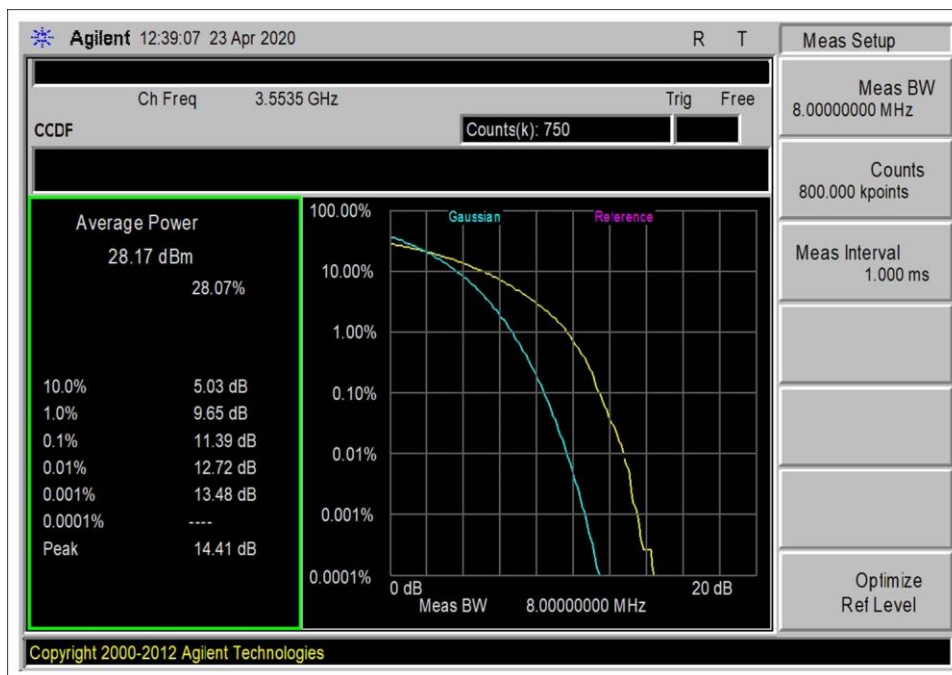 Agilent 12:39:07 23 Apr 2020 R T
Ch Freq 3.5535 GHz Trig Free
CCDF Counts(k): 750
Average Power
28.17 dBm
28.07%
10.0% 5.03 dB
1.0% 9.65 dB
0.1% 11.39 dB
0.01% 12.72 dB
0.001% 13.48 dB
0.0001% ----
Peak 14.41 dB
Gaussian Reference
100.00%
10.00%
1.00%
0.10%
0.01%
0.001%
0.0001%
0 dB 20 dB
Meas BW 8.00000000 MHz
Meas Setup
Meas BW
8.00000000 MHz
Counts
800.000 kpoints
Meas Interval
1.000 ms
Optimize
Ref Level
Copyright 2000-2012 Agilent Technologies